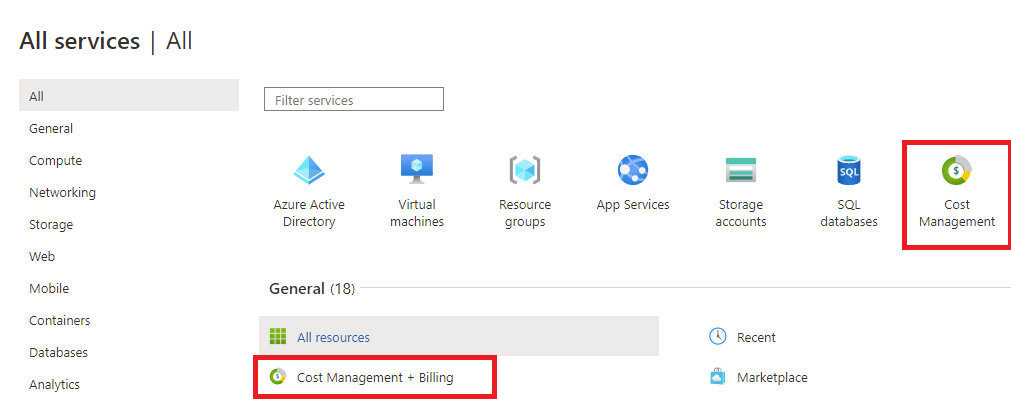 All services | All
All
General
Compute
Networking
Storage
Web
Mobile
Containers
Databases
Analytics
Filter services
Azure Active
Directory
Virtual
machines
Resource
groups
App Services
Storage
accounts
SQL
SQL
databases
$
Cost
Management
General (18)
All resources
Recent
$
Cost Management + Billing
Marketplace